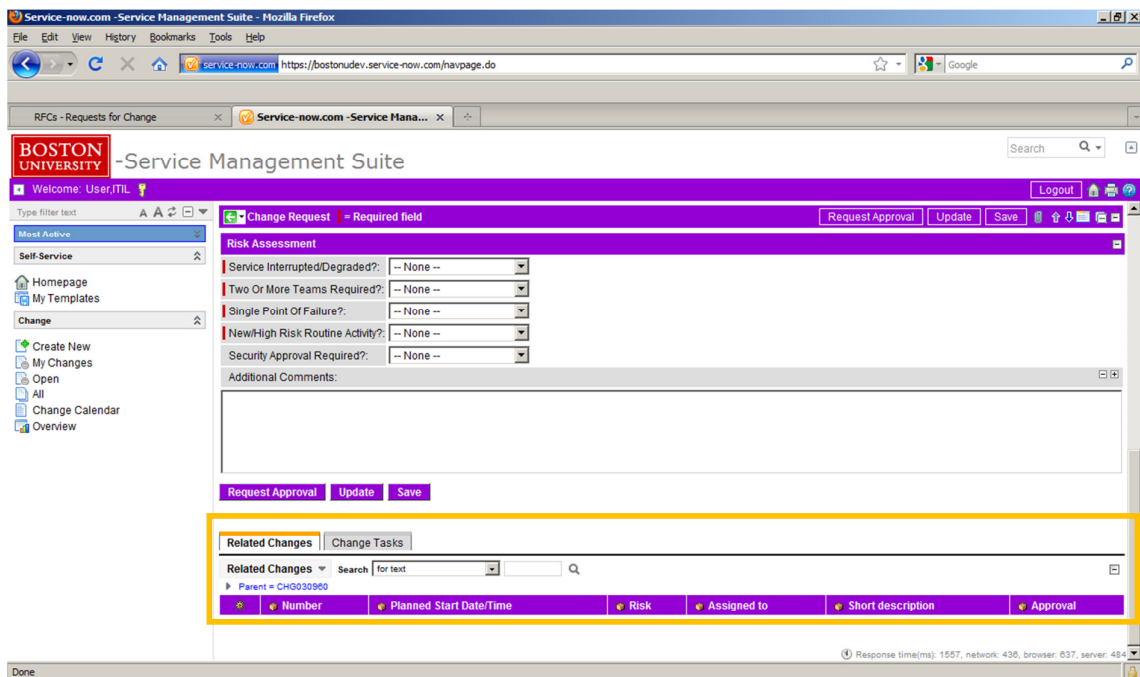 Service-now.com -Service Management Suite - Mozilla Firefox
File Edit View History Bookmarks Tools Help
service-now.com https://bostonudev.service-now.com/navpage.do
Google
RFCs - Requests for Change
Service-now.com -Service Mana...
BOSTON
UNIVERSITY
-Service Management Suite
Search
Welcome: User,ITIL
Logout
Type filter text
A A
Change Request = Required field
Request Approval Update Save
Most Active
Self-Service
Homepage
My Templates
Change
Create New
My Changes
Open
All
Change Calendar
Overview
Risk Assessment
Service Interrupted/Degraded?: -- None --
Two Or More Teams Required?: -- None --
Single Point Of Failure?: -- None --
New/High Risk Routine Activity?: -- None --
Security Approval Required?: -- None --
Additional Comments:
Request Approval Update Save
Related Changes Change Tasks
Related Changes Search for text
Parent = CHG030960
Number Planned Start Date/Time Risk Assigned to Short description Approval
Response time(ms): 1557, network: 436, browser: 637, server: 484
Done